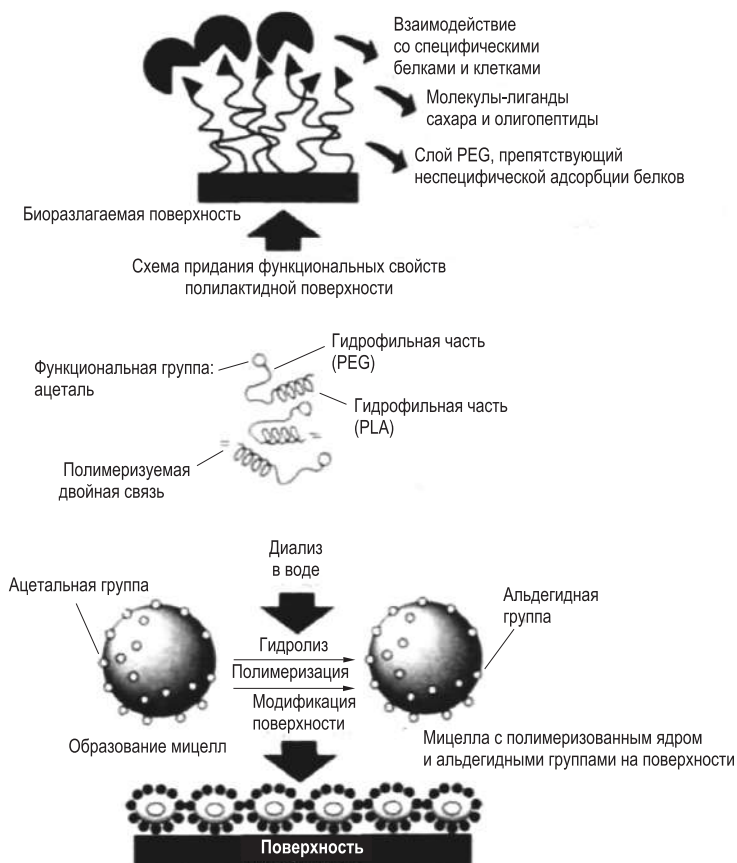 Взаимодействие
со специфическими
белками и клетками
Молекулы-лиганды
сахара и олигопептиды
Слой PEG, препятствующий
неспецифической адсорбции белков
Биоразлагаемая поверхность
Схема придания функциональных свойств
полилактидной поверхности
Функциональная группа:
ацеталь
Гидрофильная часть
(PEG)
Гидрофильная часть
(PLA)
Полимеризуемая
двойная связь
Диализ
в воде
Ацетальная группа
Альдегидная
группа
Гидролиз
Полимеризация
Модификация
поверхности
Образование мицелл
Мицелла с полимеризованным ядром
и альдегидными группами на поверхности
Поверхность